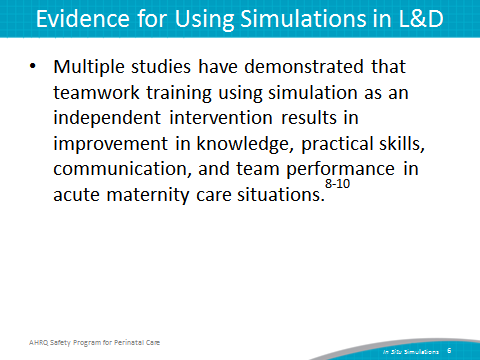 Evidence for Using Simulations in L&D
• Multiple studies have demonstrated that
teamwork training using simulation as an
independent intervention results in
improvement in knowledge, practical skills,
communication, and team performance in
acute maternity care situations.8-10
AHRQ Safety Program for Perinatal Care
In Situ Simulations 6